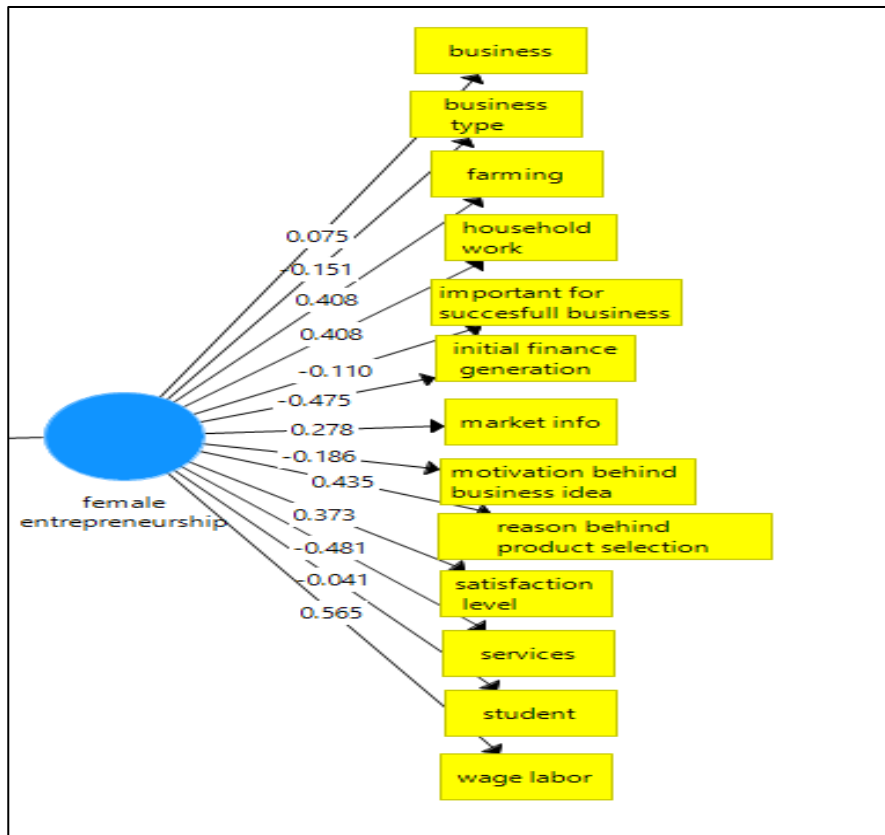 business
business
type
farming
household
work
important for
succesfull business
initial finance
generation
market info
motivation behind
business idea
reason behind
product selection
satisfaction
level
services
student
wage labor
0.075
-0.151
0.408
0.408
-0.110
-0.475
0.278
-0.186
0.435
0.373
-0.481
-0.041
0.565
female
entrepreneurship